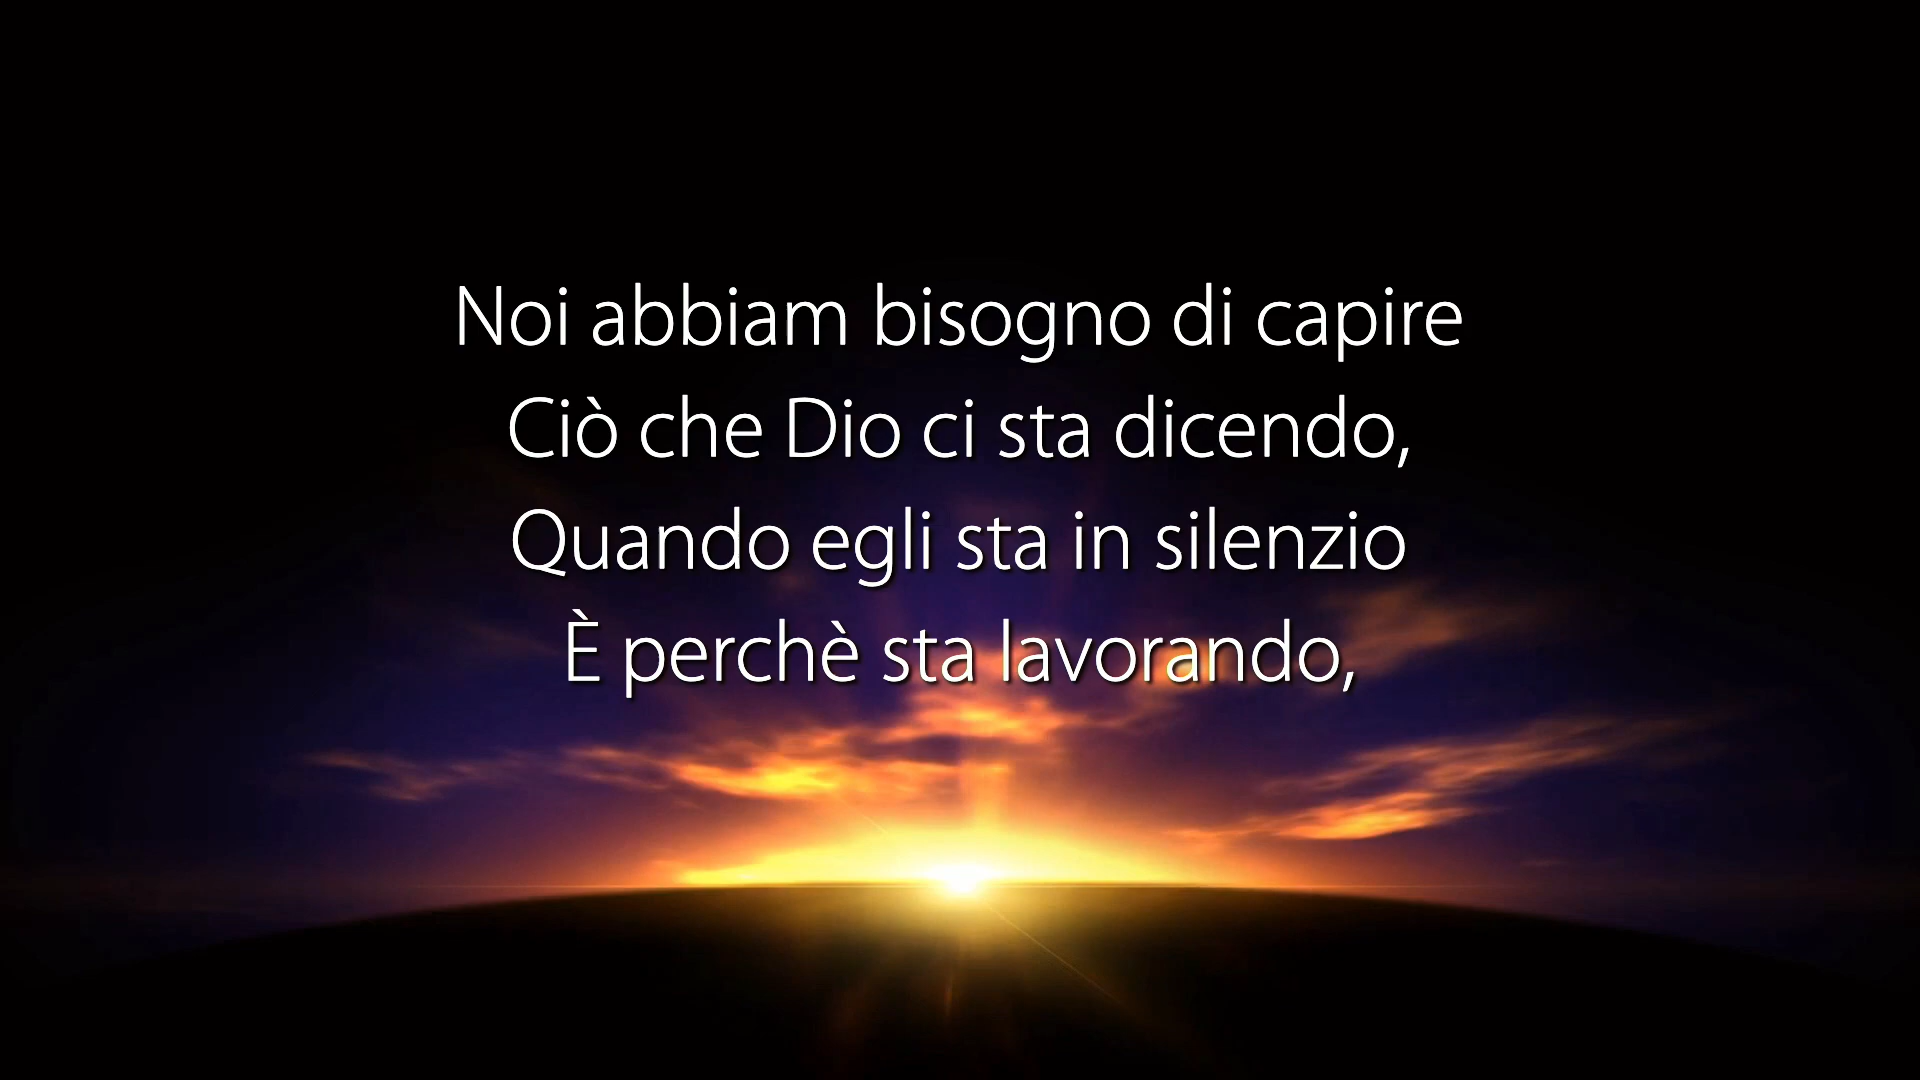 Noi abbiam bisogno di capire
Ciò che Dio ci sta dicendo,
Quando egli sta in silenzio
È perchè sta lavorando,